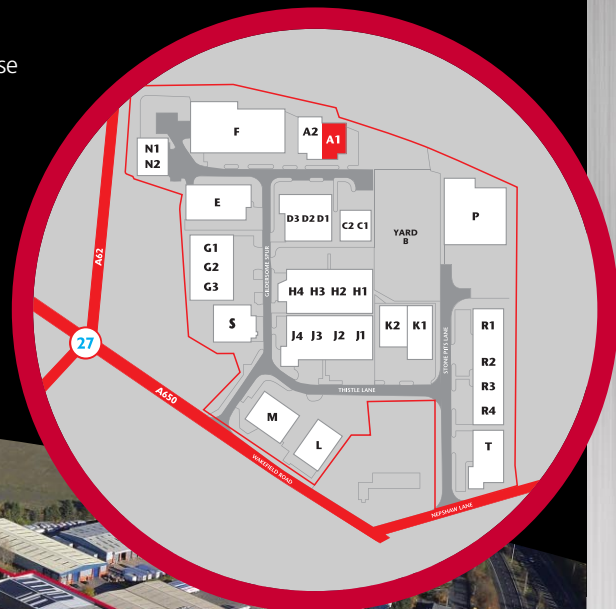 se
F
A2
A1
N1
N2
E
D3 D2 D1
C2 C1
YARD
B
P
G1
G2
G3
GILDERSOME SPUR
A62
H4 H3 H2 H1
S
J4 J3 J2 J1
K2 K1
STONE PITS LANE
R1
R2
R3
R4
27
A650
THISTLE LANE
M
L
T
WAKEFIELD ROAD
NEPSHAW LANE